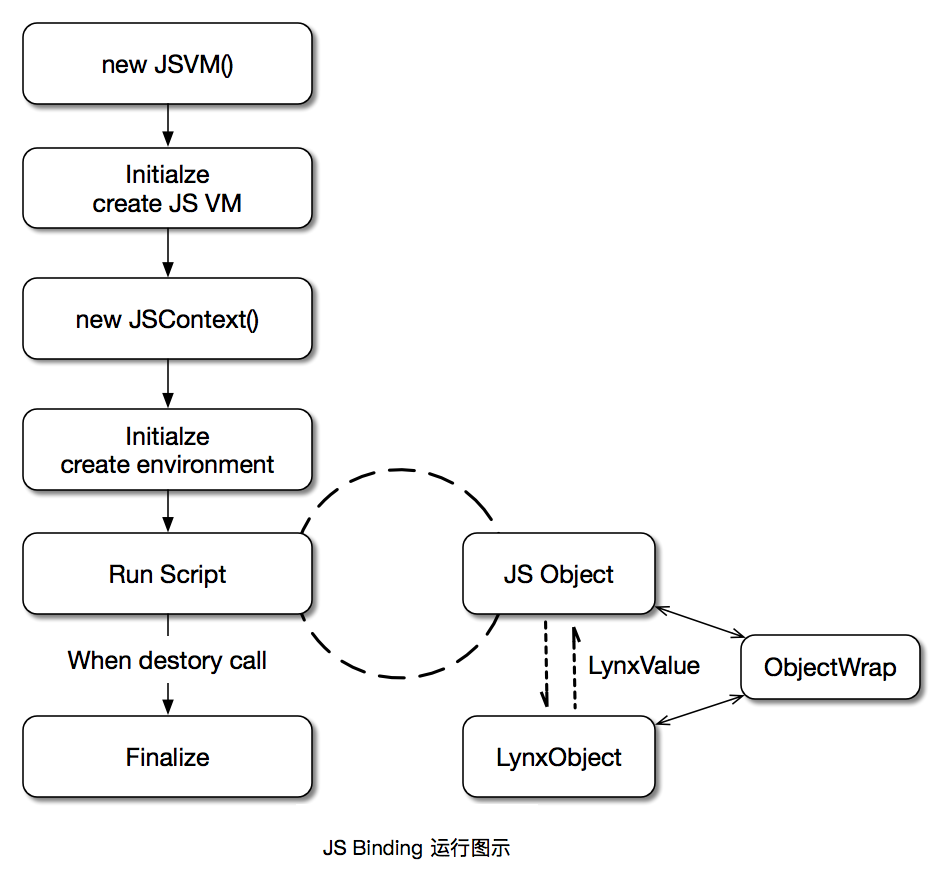 new JSVM()
Initialze
create JS VM
new JSContext()
Initialze
create environment
Run Script
JS Object
When destory call
LynxValue
ObjectWrap
Finalize
LynxObject
JS Binding 运行图示